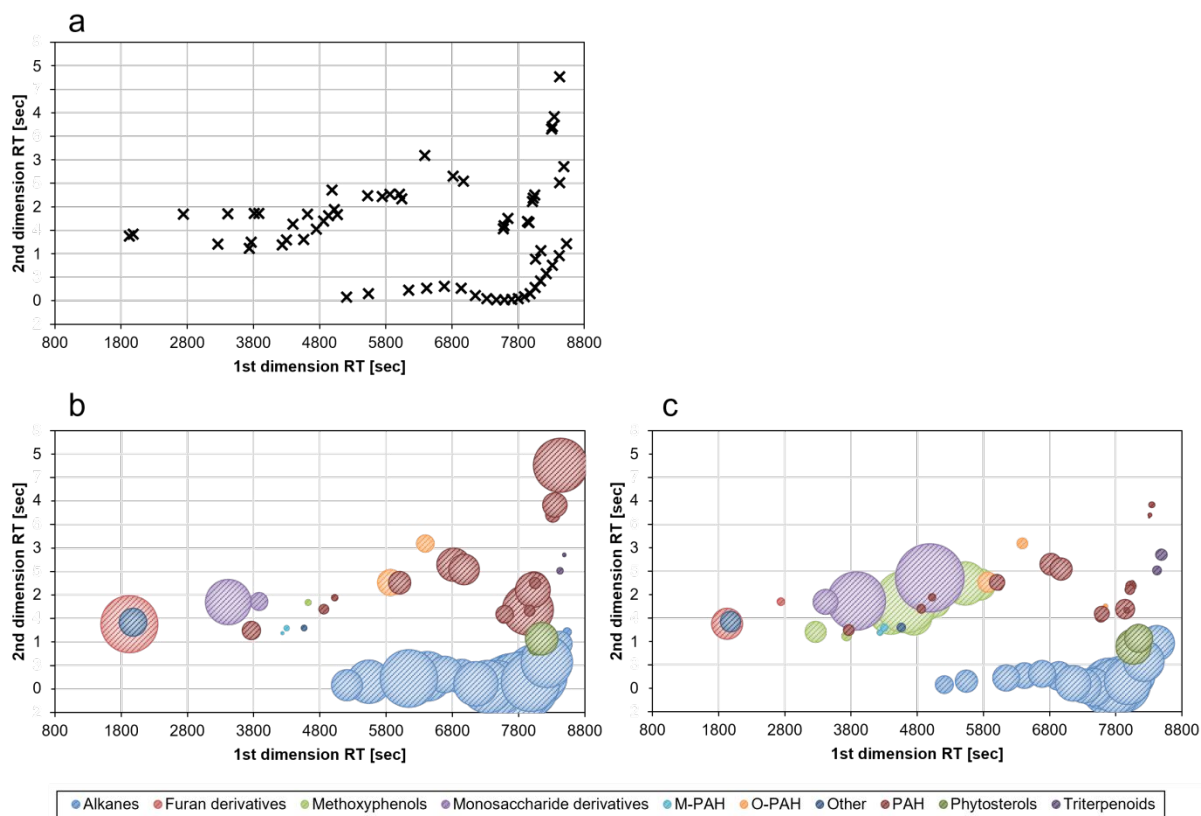 a
2nd dimension RT [sec]
5
4
3
2
1
0
800 1800 2800 3800 4800 5800 6800 7800 8800
1st dimension RT [sec]
b
2nd dimension RT [sec]
5
4
3
2
1
0
800 1800 2800 3800 4800 5800 6800 7800 8800
1st dimension RT [sec]
c
2nd dimension RT [sec]
5
4
3
2
1
0
800 1800 2800 3800 4800 5800 6800 7800 8800
1st dimension RT [sec]
Alkanes Furan derivatives Methoxyphenols Monosaccharide derivatives M-PAH O-PAH Other PAH Phytosterols Triterpenoids